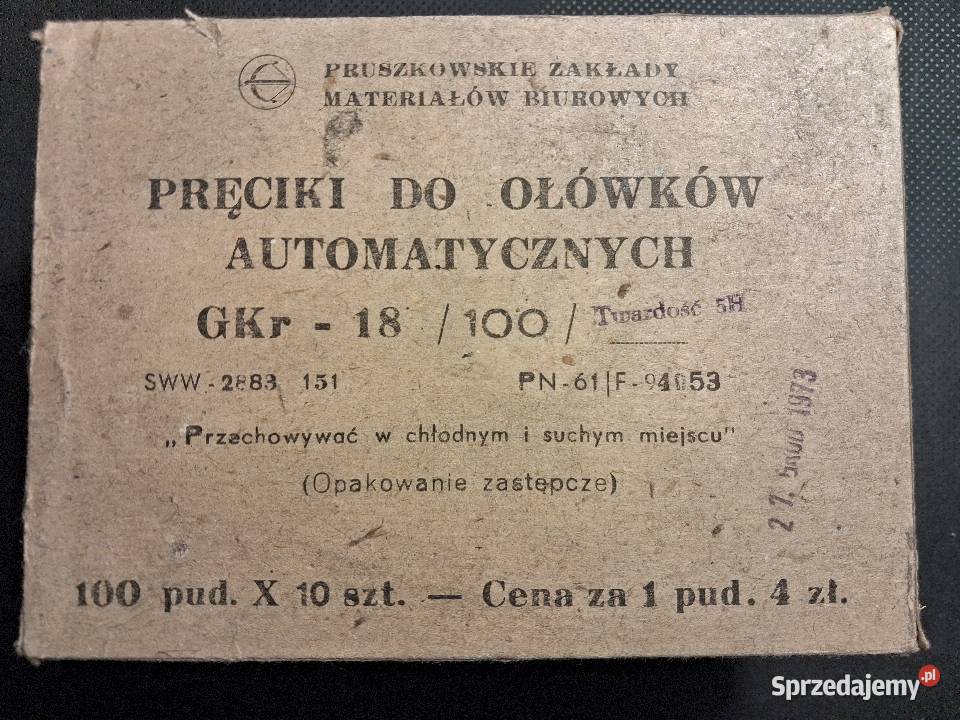 PRUSZKOWSKIE ZAKŁADY
MATERIAŁÓW BIUROWYCH
PRĘCIKI DO OŁÓWKÓW
AUTOMATYCZNYCH
GKr - 18 /100/ Twardość 5H
SWW - 2883 151 PN-61/F-94053
„Przechowywać w chłodnym i suchym miejscu"
(Opakowanie zastępcze)
27. 1973
100 pud. X 10 szt. — Cena za 1 pud. 4 zł.
Sprzedajemy.pl